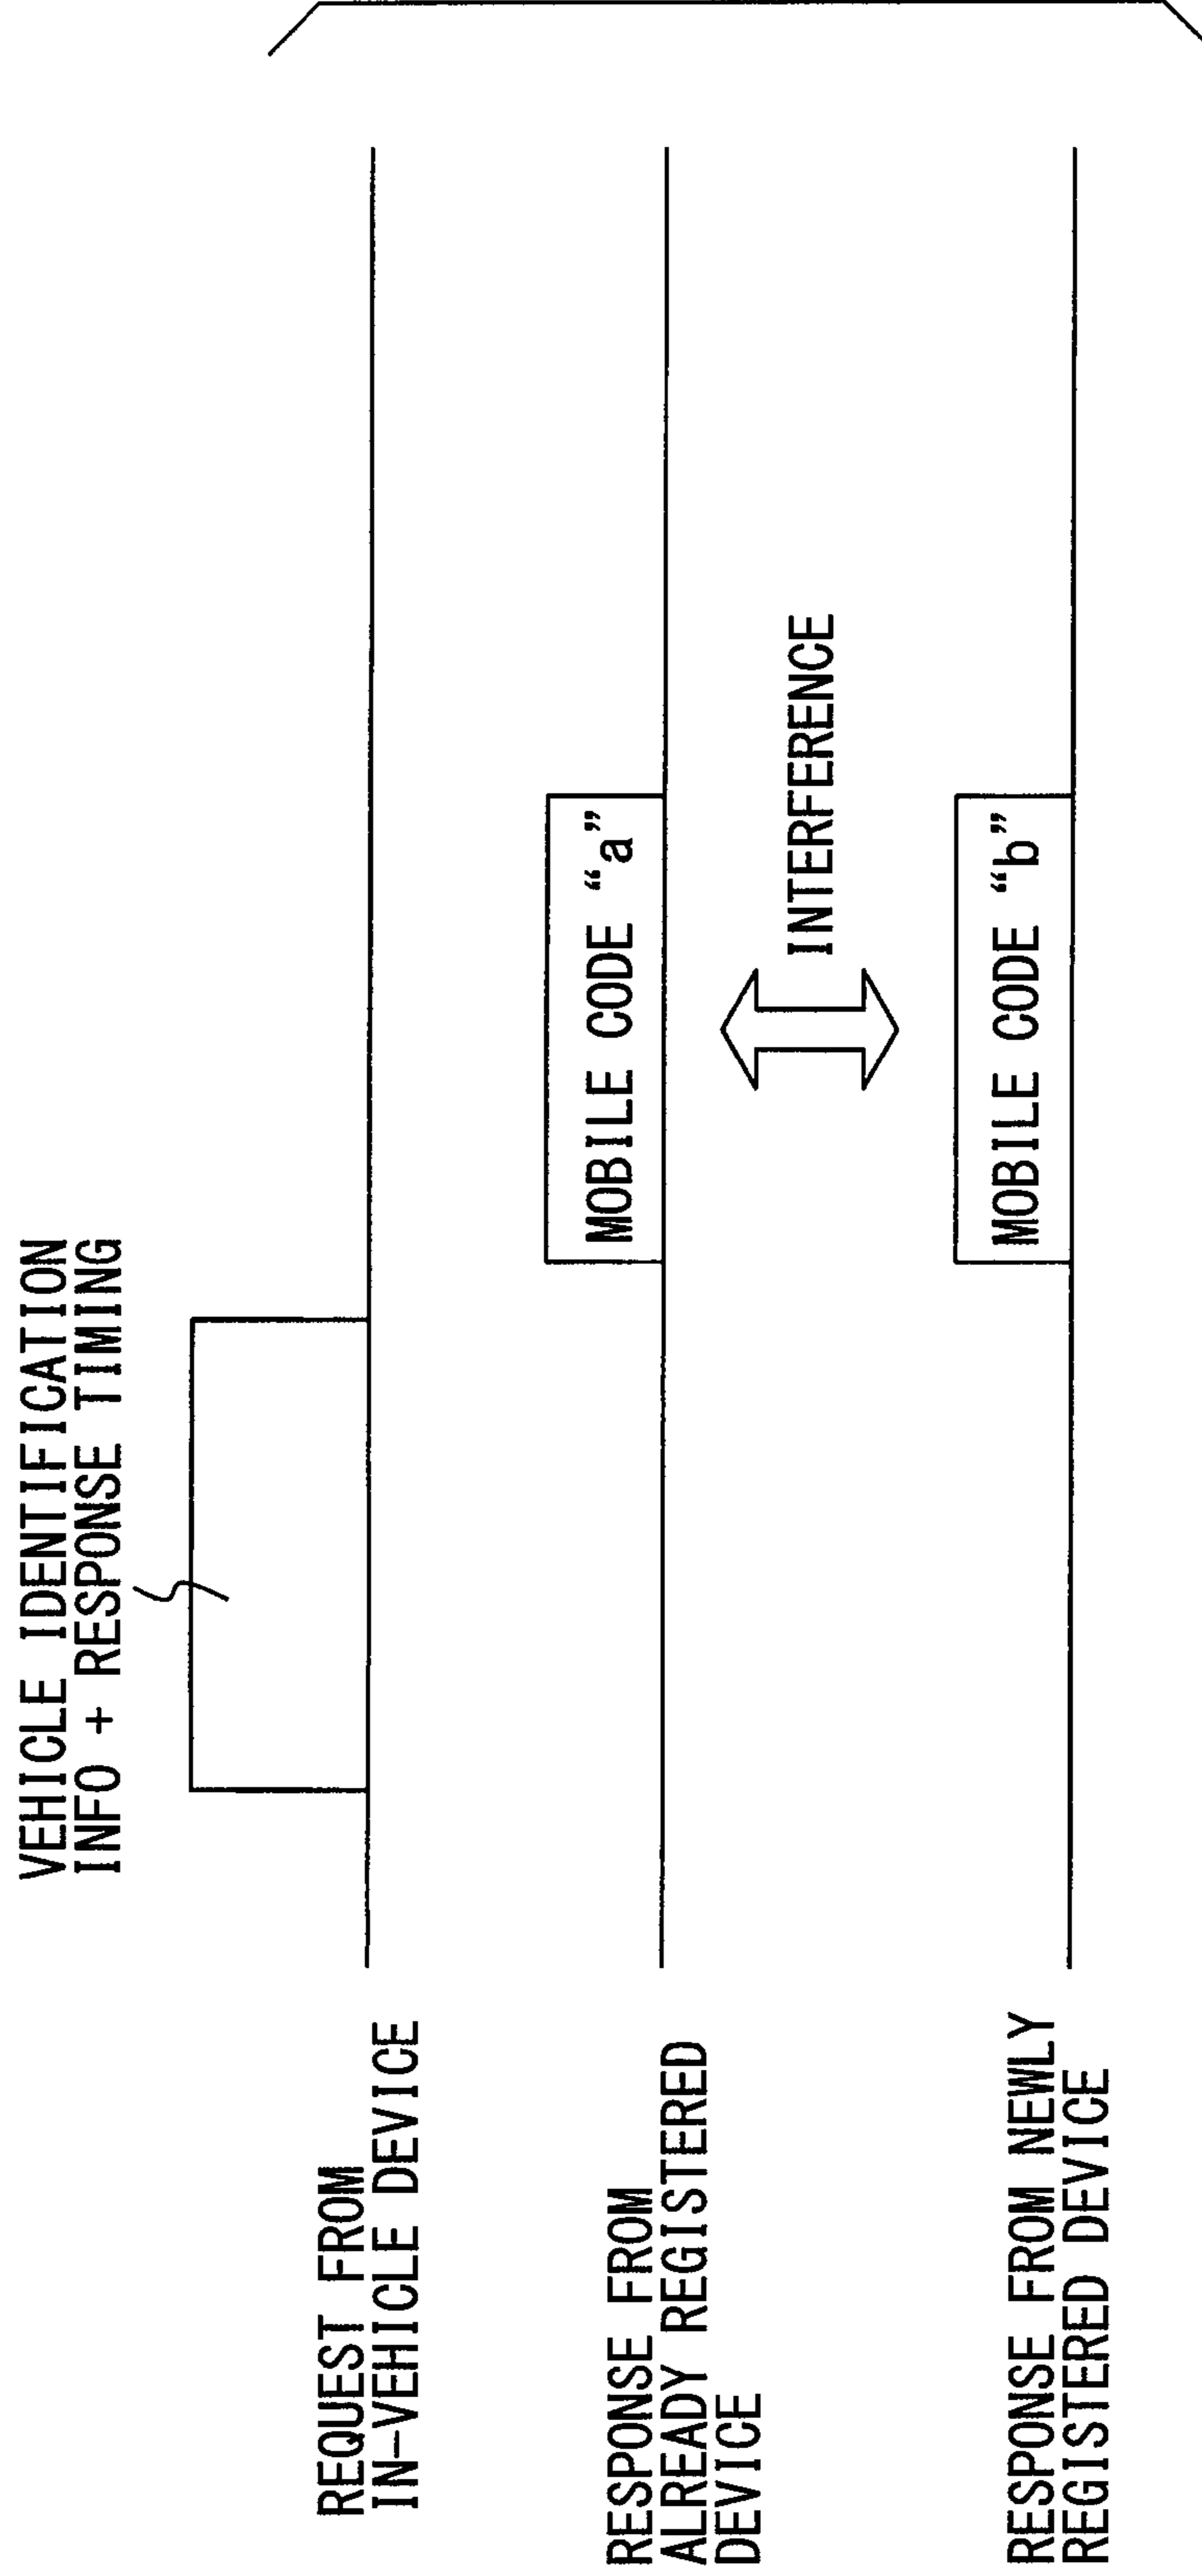 VEHICLE IDENTIFICATION
INFO + RESPONSE TIMING
REQUEST FROM
IN-VEHICLE DEVICE
RESPONSE FROM
ALREADY REGISTERED
DEVICE
MOBILE CODE “a”
INTERFERENCE
RESPONSE FROM NEWLY
REGISTERED DEVICE
MOBILE CODE “b”